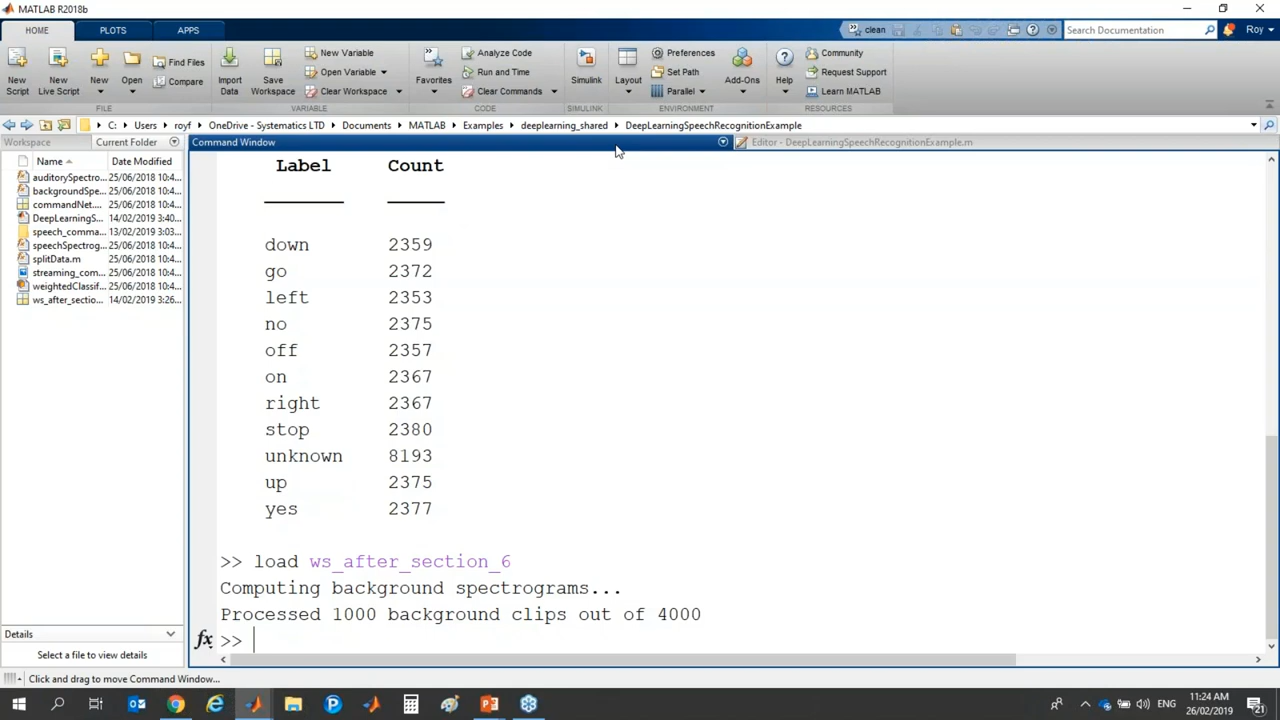 MATLAB R2018b
HOME PLOTS APPS
clean Search Documentation Roy
New Script New Live Script New Open Find Files Compare Import Data Save Workspace New Variable Open Variable Clear Workspace Favorites Analyze Code Run and Time Clear Commands Simulink Layout Preferences Set Path Parallel Add-Ons Help Community Request Support Learn MATLAB
FILE VARIABLE CODE SIMULINK ENVIRONMENT RESOURCES
C: Users royf OneDrive - Systematics LTD Documents MATLAB Examples deeplearning_shared DeepLearningSpeechRecognitionExample
Workspace Current Folder Command Window Editor - DeepLearningSpeechRecognitionExample.m
Name Date Modified
auditorySpectro... 25/06/2018 10:4...
backgroundSpe... 25/06/2018 10:4...
commandNet.... 25/06/2018 10:4...
DeepLearningS... 14/02/2019 3:40...
speech_comma... 13/02/2019 3:03...
speechSpectrog... 25/06/2018 10:4...
splitData.m 25/06/2018 10:4...
streaming_com... 25/06/2018 10:4...
weightedClassif... 25/06/2018 10:4...
ws_after_sectio... 14/02/2019 3:26...
Label Count
down 2359
go 2372
left 2353
no 2375
off 2357
on 2367
right 2367
stop 2380
unknown 8193
up 2375
yes 2377
>> load ws_after_section_6
Computing background spectrograms...
Processed 1000 background clips out of 4000
fx >>
Details
Select a file to view details
Click and drag to move Command Window...
ENG
11:24 AM
26/02/2019
21